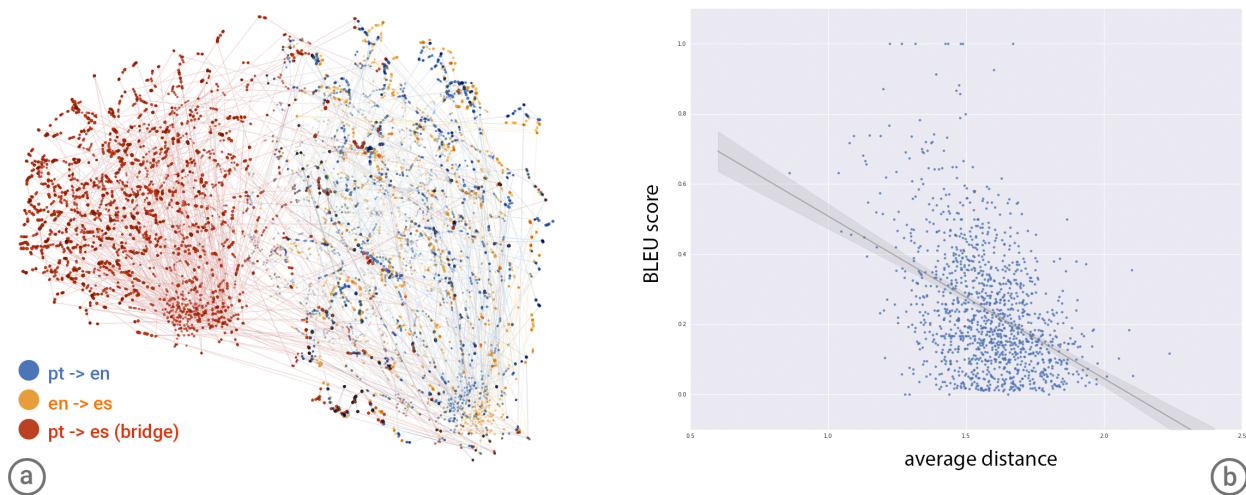 pt -> en
en -> es
pt -> es (bridge)
a
BLEU score
1.0
0.8
0.6
0.4
0.2
0.0
0.5
1.0
1.5
2.0
2.5
average distance
b